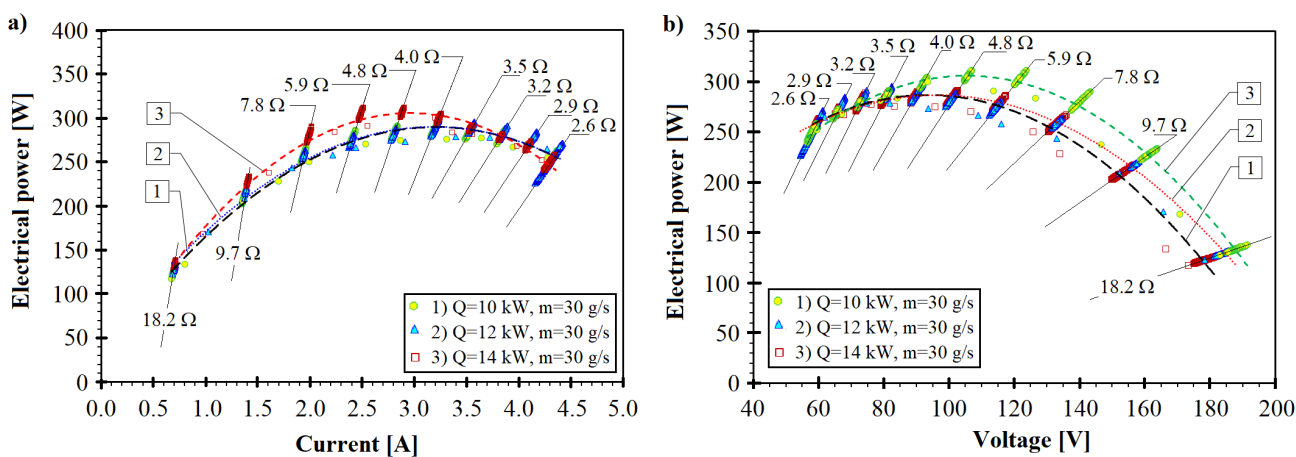 a)
400
350
300
250
200
150
100
50
0
Electrical power [W]
0.0 0.5 1.0 1.5 2.0 2.5 3.0 3.5 4.0 4.5 5.0
Current [A]
3
2
1
18.2 Ω
9.7 Ω
7.8 Ω
5.9 Ω
4.8 Ω
4.0 Ω
3.5 Ω
3.2 Ω
2.9 Ω
2.6 Ω
1) Q=10 kW, m=30 g/s
2) Q=12 kW, m=30 g/s
3) Q=14 kW, m=30 g/s
b)
350
300
250
200
150
100
50
0
Electrical power [W]
40 60 80 100 120 140 160 180 200
Voltage [V]
2.6 Ω
2.9 Ω
3.2 Ω
3.5 Ω
4.0 Ω
4.8 Ω
5.9 Ω
7.8 Ω
9.7 Ω
18.2 Ω
3
2
1
1) Q=10 kW, m=30 g/s
2) Q=12 kW, m=30 g/s
3) Q=14 kW, m=30 g/s